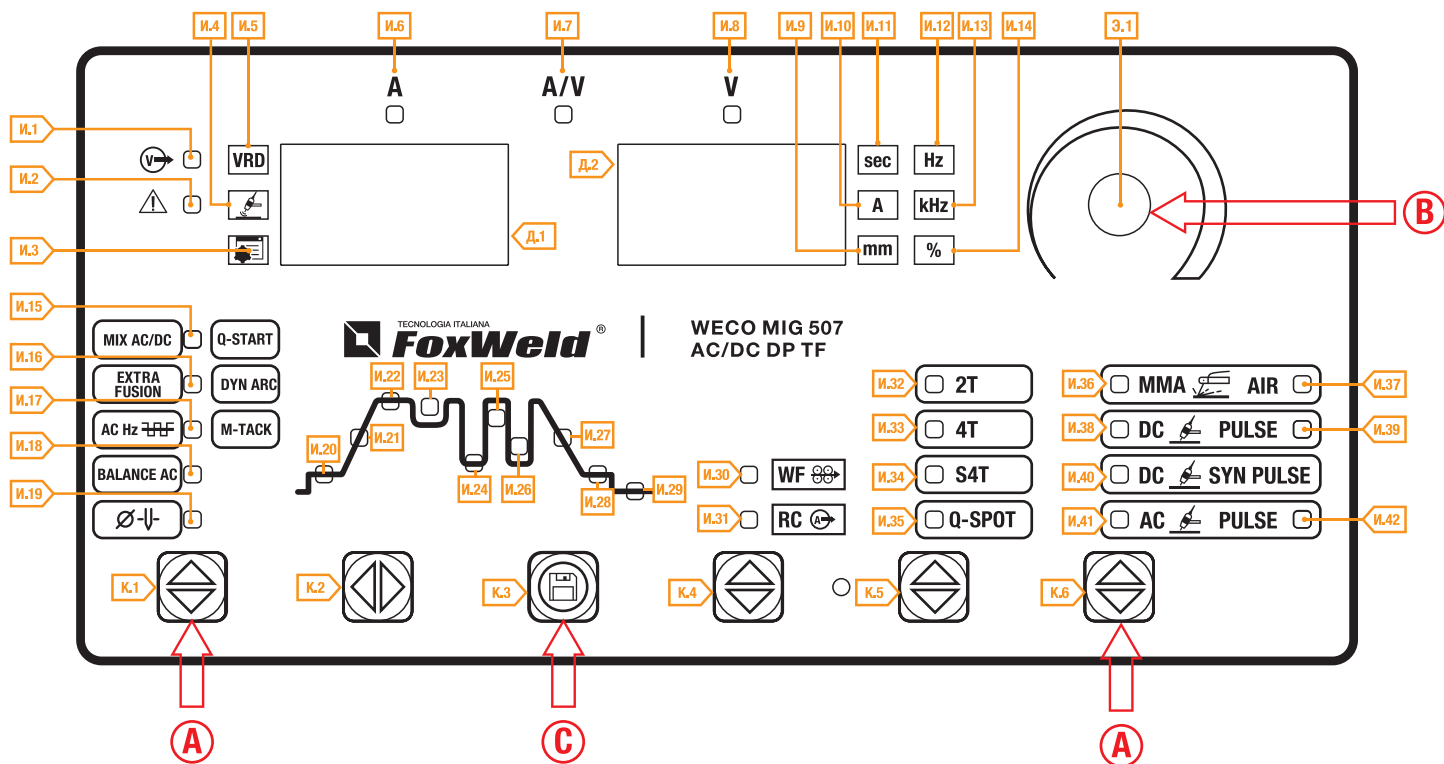 И.4 И.5 И.6 И.7 И.8 И.9 И.10 И.11 И.12 И.13 И.14 Э.1
A A/V V
И.1 V VRD Д.2 sec Hz
И.2 A kHz B
И.3 Д.1 mm %
И.15 MIX AC/DC Q-START
TECNOLOGIA ITALIANA
FoxWeld ®
WECO MIG 507
AC/DC DP TF
И.16 EXTRA FUSION DYN ARC
И.17 AC Hz M-TACK
И.18 BALANCE AC
И.19 Ø
И.22 И.23 И.25
И.20 И.21 И.27
И.24 И.26 И.28 И.29
И.30 WF
И.31 RC A
И.32 2T
И.33 4T
И.34 S4T
И.35 Q-SPOT
И.36 MMA AIR И.37
И.38 DC PULSE И.39
И.40 DC SYN PULSE
И.41 AC PULSE И.42
К.1 К.2 К.3 К.4 К.5 К.6
A C A